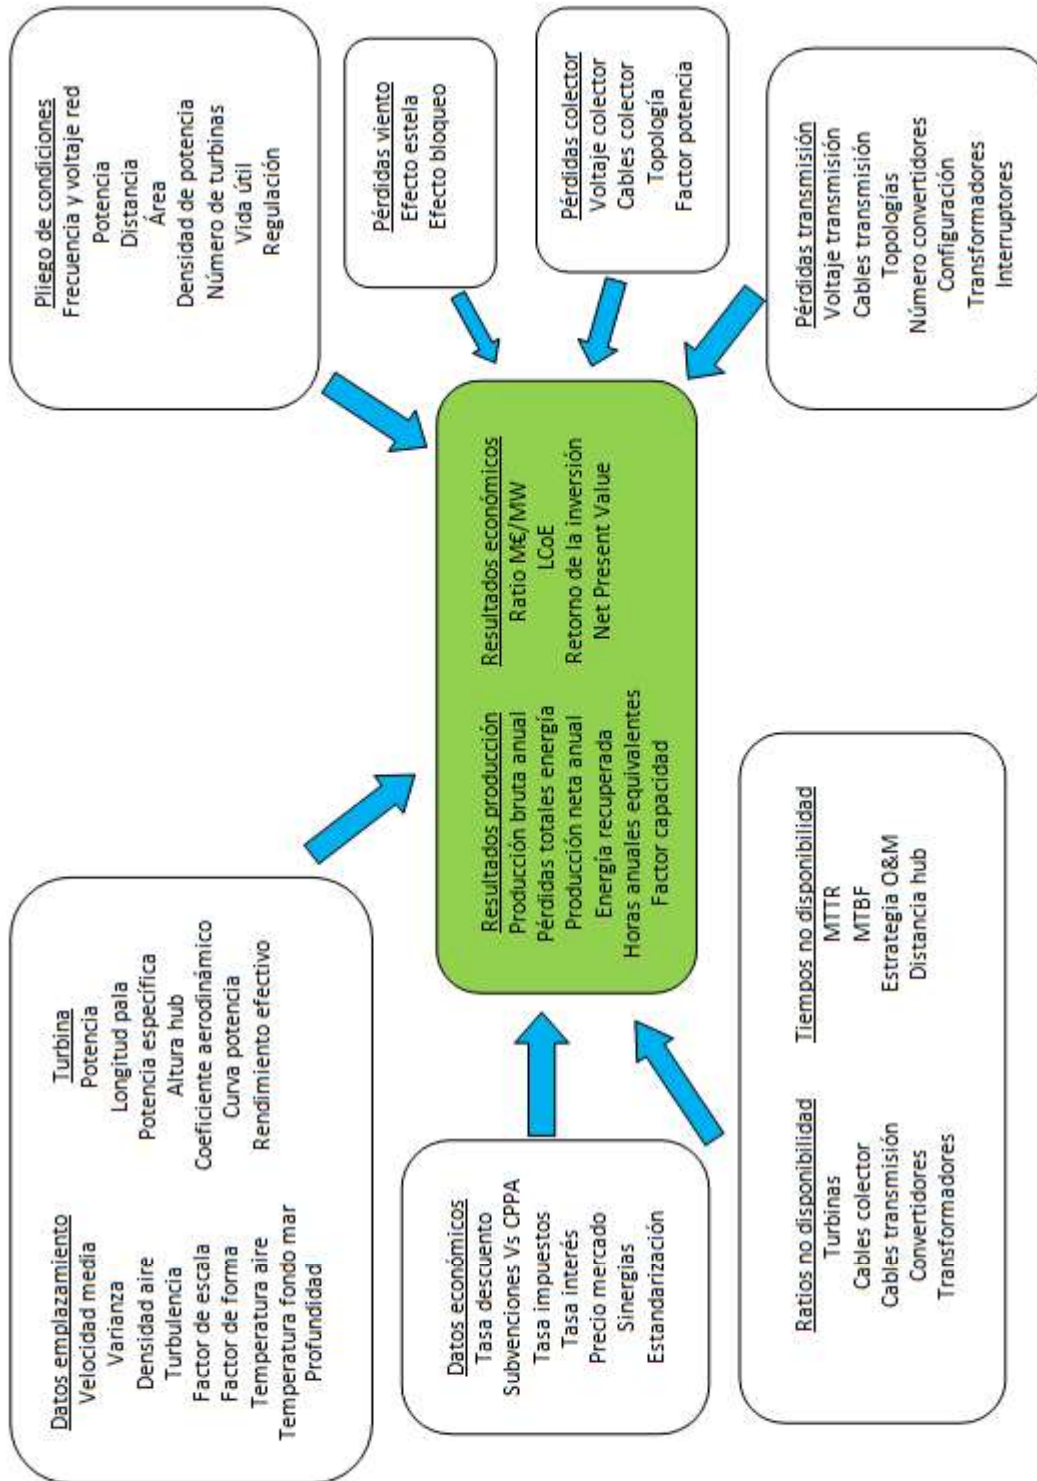 Datos emplazamiento
Velocidad media
Varianza
Densidad aire
Turbulencia
Factor de escala
Factor de forma
Temperatura aire
Temperatura fondo mar
Profundidad
Turbina
Potencia
Longitud pala
Potencia específica
Altura hub
Coeficiente aerodinámico
Curva potencia
Rendimiento efectivo
Pliego de condiciones
Frecuencia y voltaje red
Potencia
Distancia
Área
Densidad de potencia
Número de turbinas
Vida útil
Regulación
Datos económicos
Tasa descuento
Subvenciones Vs CPPA
Tasa impuestos
Tasa interés
Precio mercado
Sinergias
Estandarización
Resultados producción
Producción bruta anual
Pérdidas totales energía
Producción neta anual
Energía recuperada
Horas anuales equivalentes
Factor capacidad
Resultados económicos
Ratio M€/MW
LCoE
Retorno de la inversión
Net Present Value
Pérdidas viento
Efecto estela
Efecto bloqueo
Pérdidas colector
Voltaje colector
Cables colector
Topología
Factor potencia
Ratios no disponibilidad
Turbinas
Cables colector
Cables transmisión
Convertidores
Transformadores
Tiempos no disponibilidad
MTTR
MTBF
Estrategia O&M
Distancia hub
Pérdidas transmisión
Voltaje transmisión
Cables transmisión
Topologías
Número convertidores
Configuración
Transformadores
Interruptores